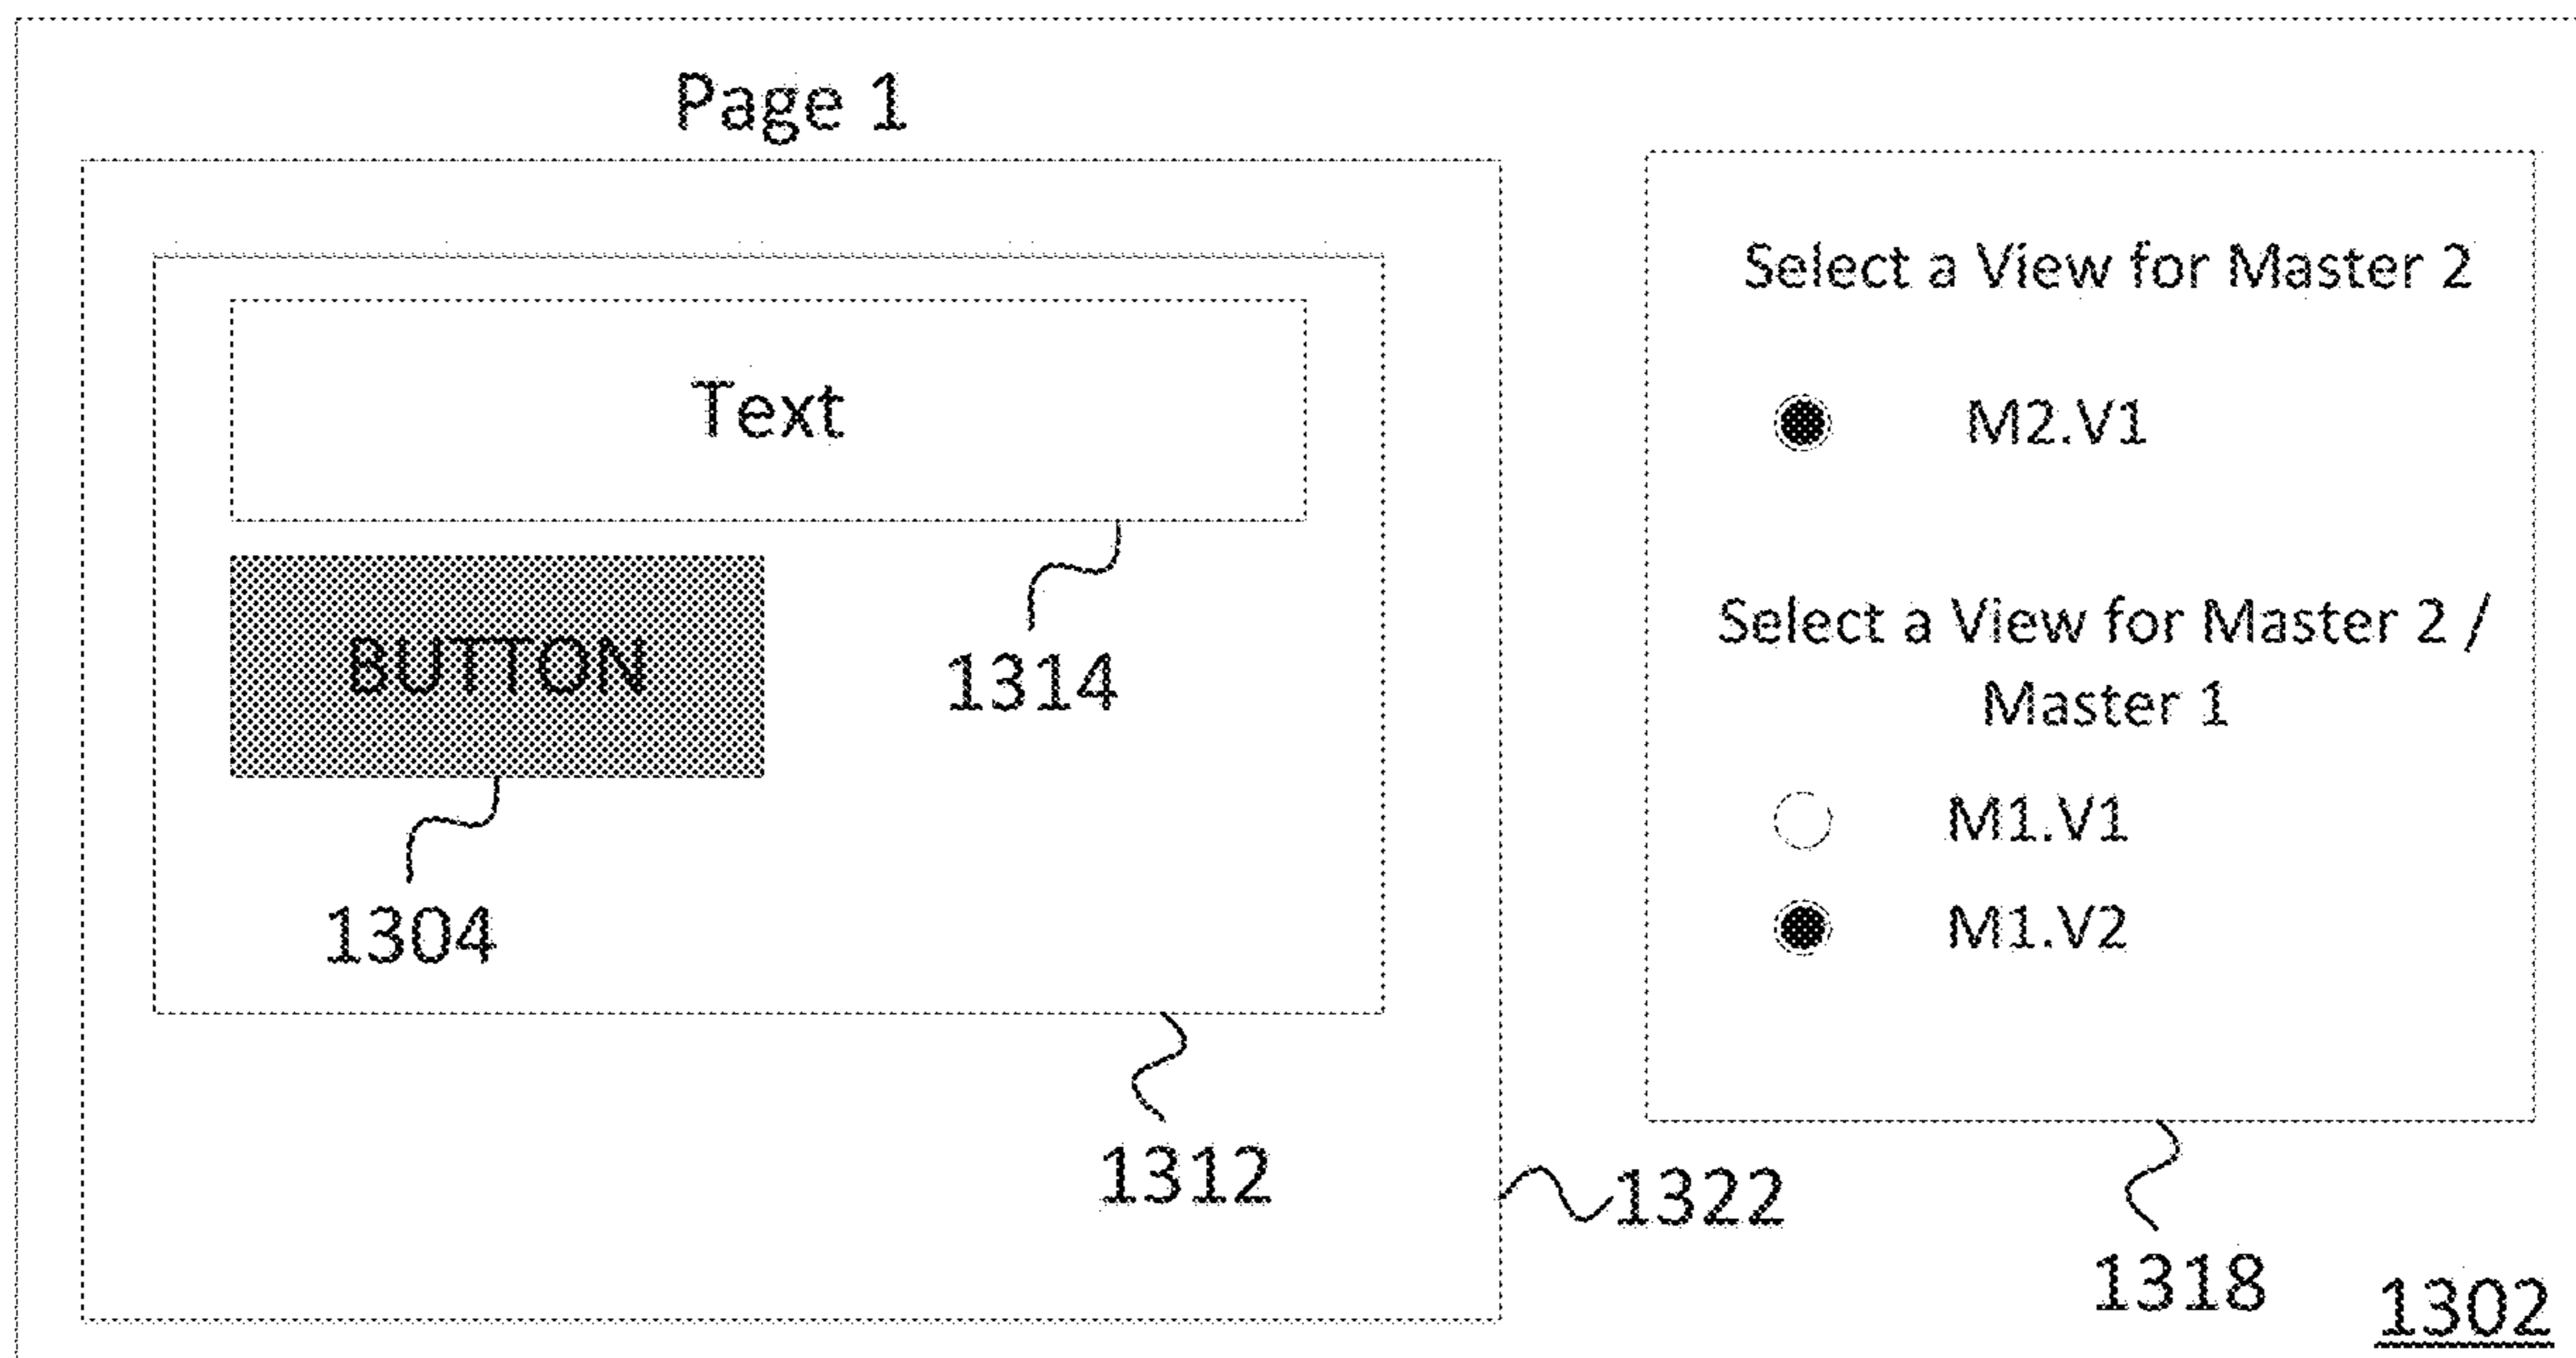 Page 1
Text
1314
BUTTON
1304
1312
1322
Select a View for Master 2
M2.V1
Select a View for Master 2 /
Master 1
M1.V1
M1.V2
1318
1302